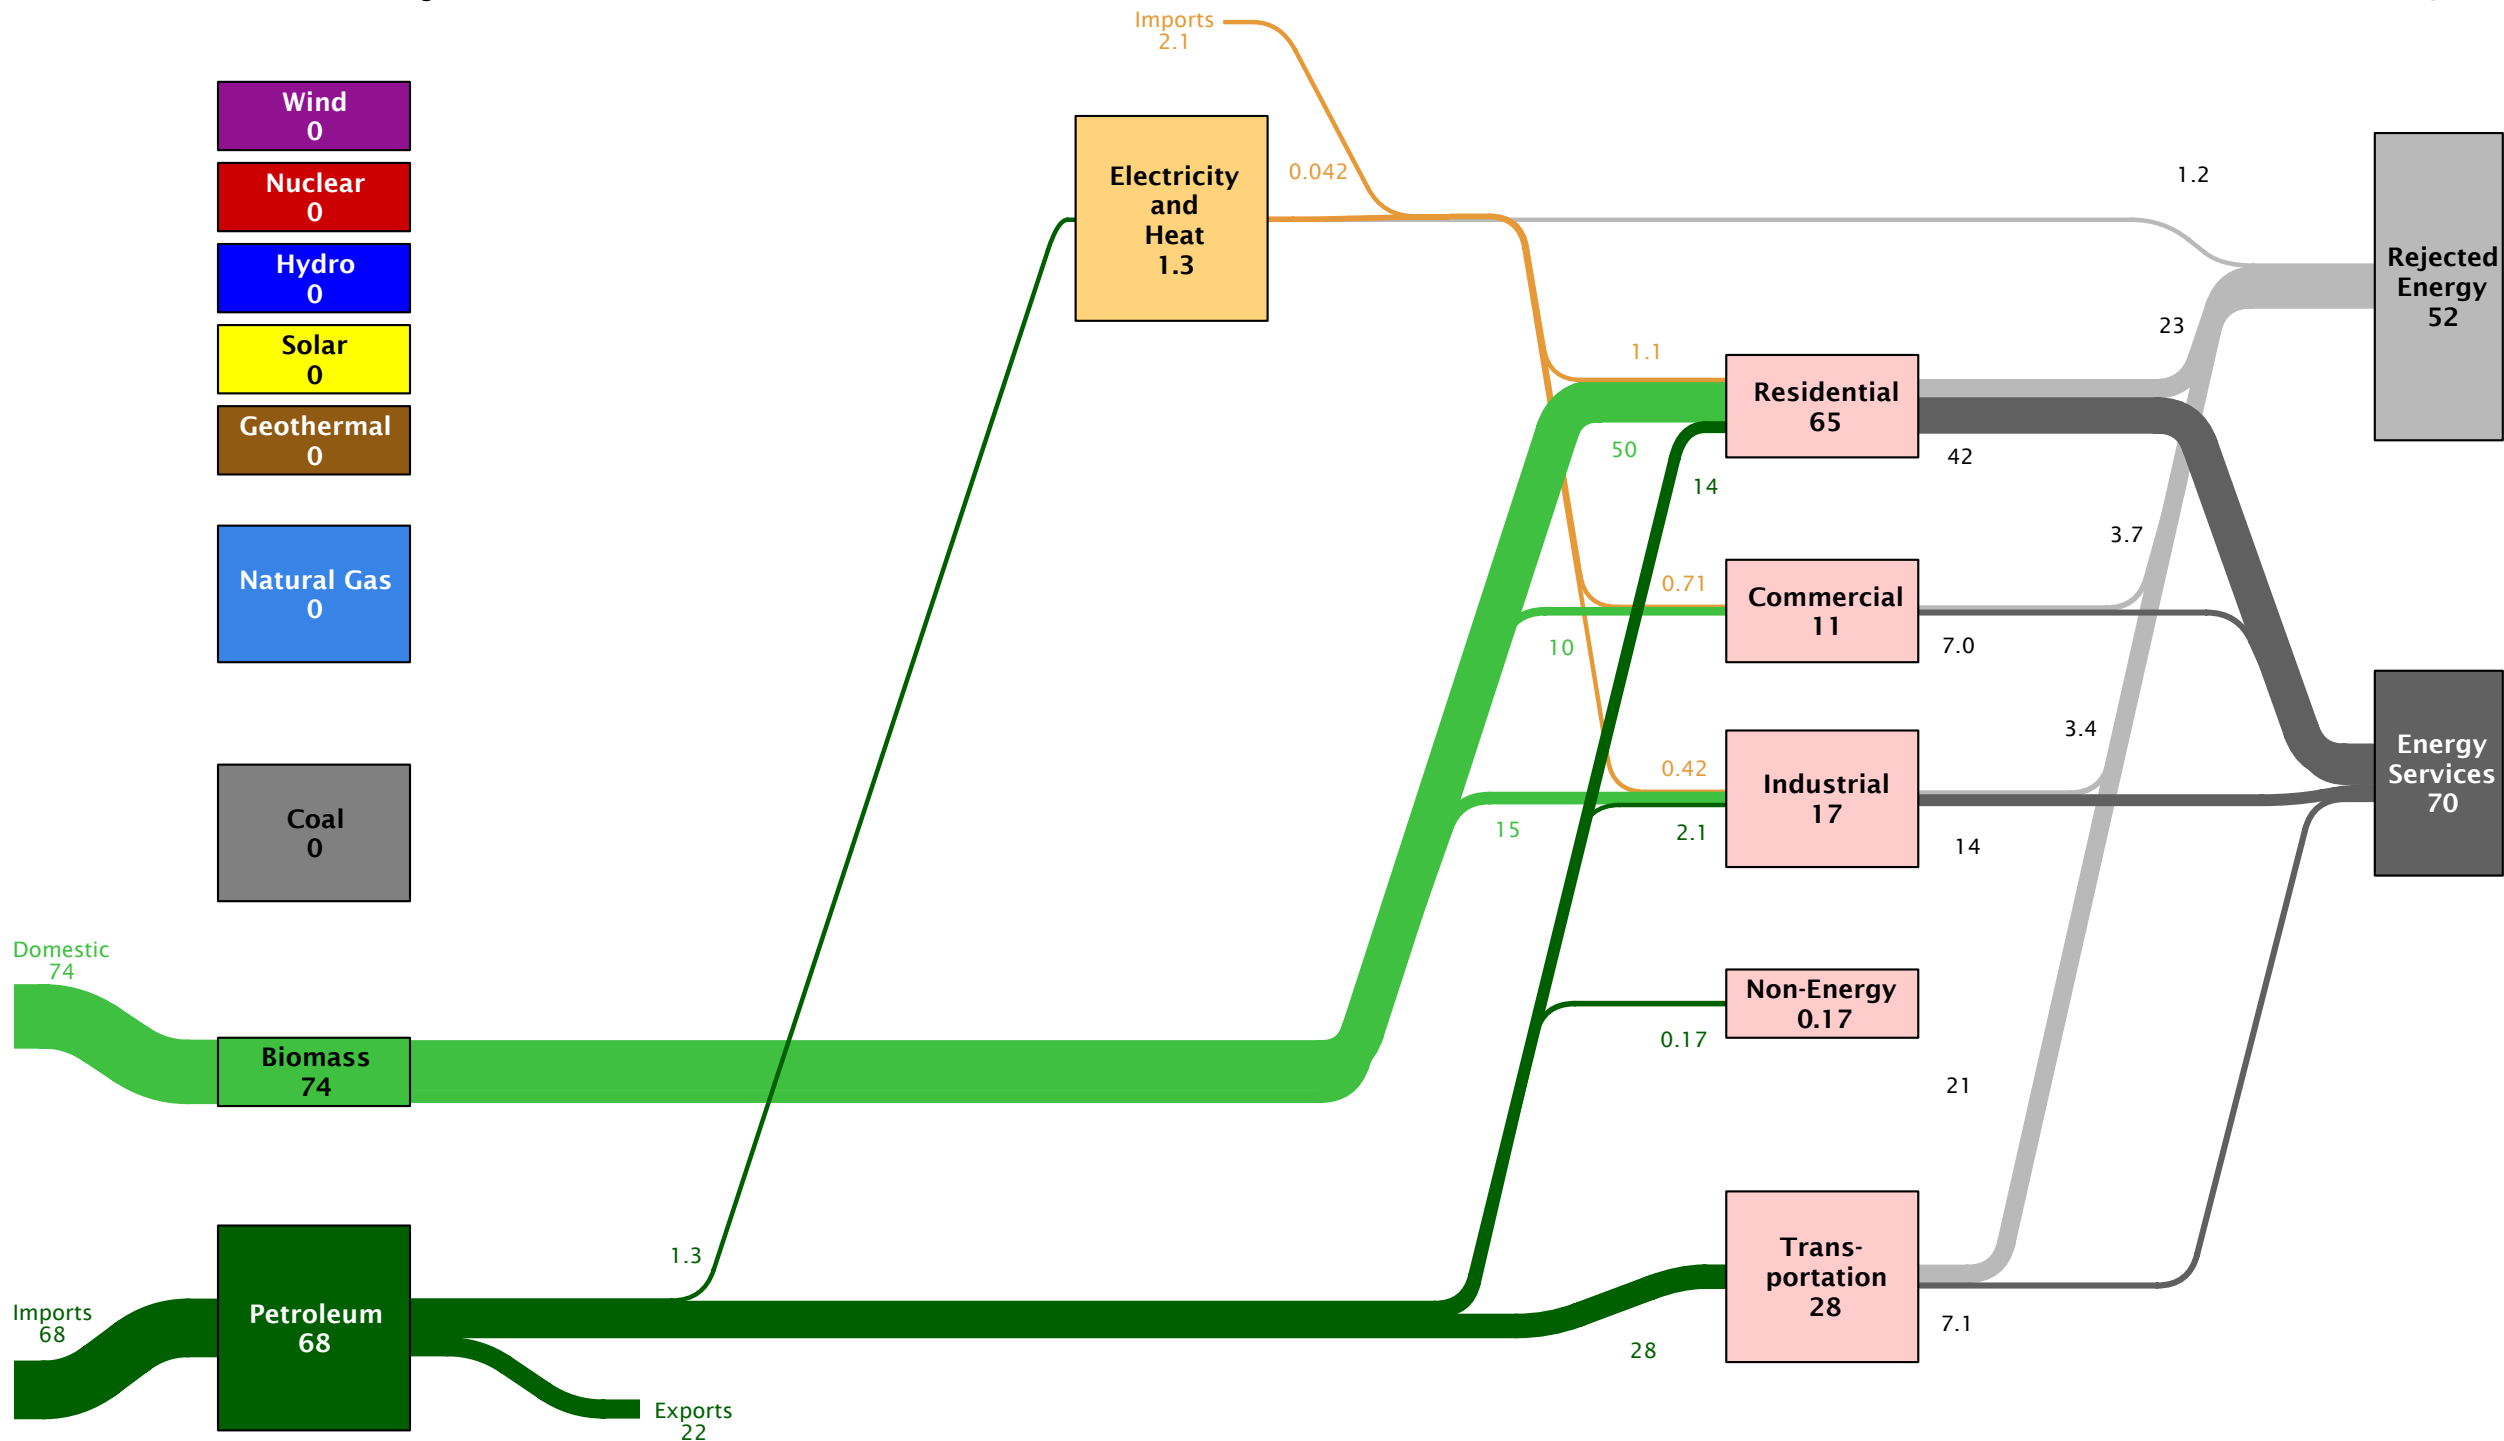 Imports
2.1
Wind
0
Nuclear
0
Hydro
0
Solar
0
Geothermal
0
Natural Gas
0
Coal
0
Domestic
74
Biomass
74
Imports
68
Petroleum
68
Exports
22
1.3
Electricity
and
Heat
1.3
0.042
1.1
50
14
0.71
10
0.42
15
2.1
0.17
28
Residential
65
Commercial
11
Industrial
17
Non-Energy
0.17
Trans-
portation
28
1.2
23
42
3.7
7.0
3.4
14
21
7.1
Rejected
Energy
52
Energy
Services
70